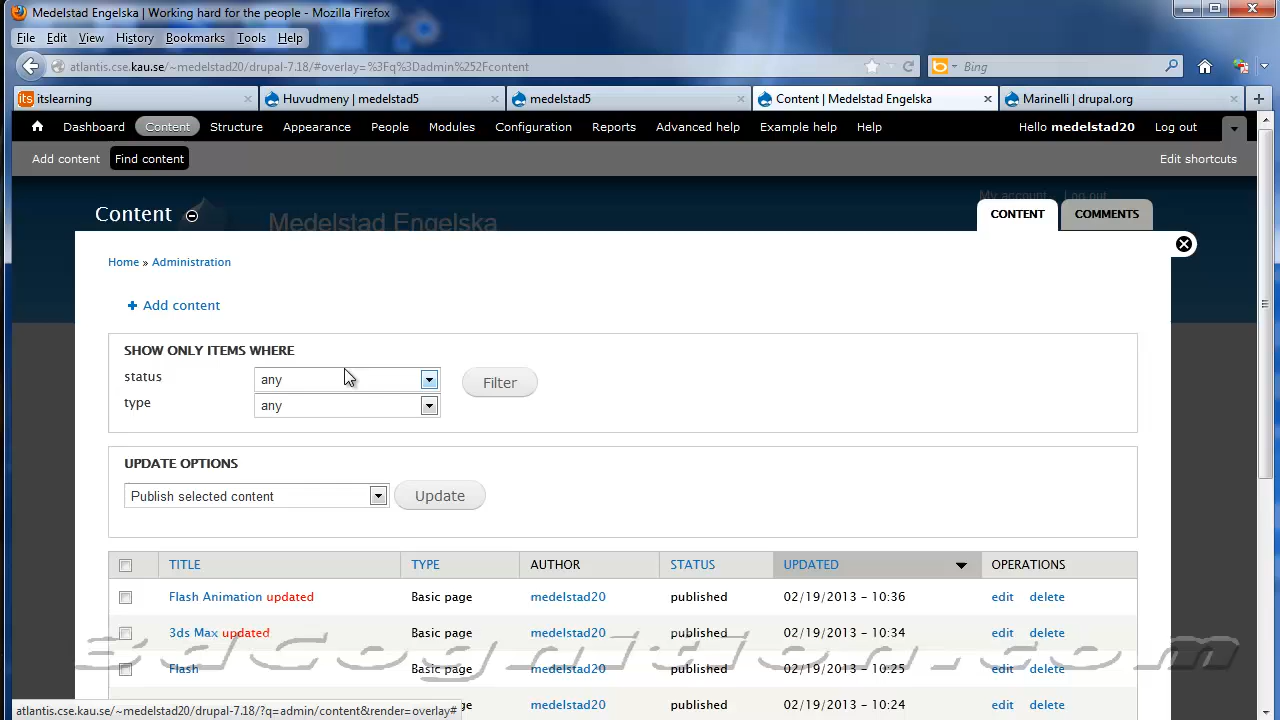 Medelstad Engelska | Working hard for the people - Mozilla Firefox
File Edit View History Bookmarks Tools Help
atlantis.cse.kau.se/~medelstad20/drupal-7.18/#overlay=%3Fq%3Dadmin%252Fcontent
Bing
itslearning
Huvudmeny | medelstad5
medelstad5
Content | Medelstad Engelska
Marinelli | drupal.org
Dashboard Content Structure Appearance People Modules Configuration Reports Advanced help Example help Help
Hello medelstad20 Log out
Add content Find content
Edit shortcuts
My account Log out
Content
Medelstad Engelska
CONTENT COMMENTS
Home » Administration
Add content
SHOW ONLY ITEMS WHERE
status any Filter
type any
UPDATE OPTIONS
Publish selected content Update
TITLE TYPE AUTHOR STATUS UPDATED OPERATIONS
Flash Animation updated Basic page medelstad20 published 02/19/2013 - 10:36 edit delete
3ds Max updated Basic page medelstad20 published 02/19/2013 - 10:34 edit delete
3dCognition.com
Flash Basic page medelstad20 published 02/19/2013 - 10:25 edit delete
page medelstad20 published 02/19/2013 - 10:24 edit delete
atlantis.cse.kau.se/~medelstad20/drupal-7.18/?q=admin/content&render=overlay#